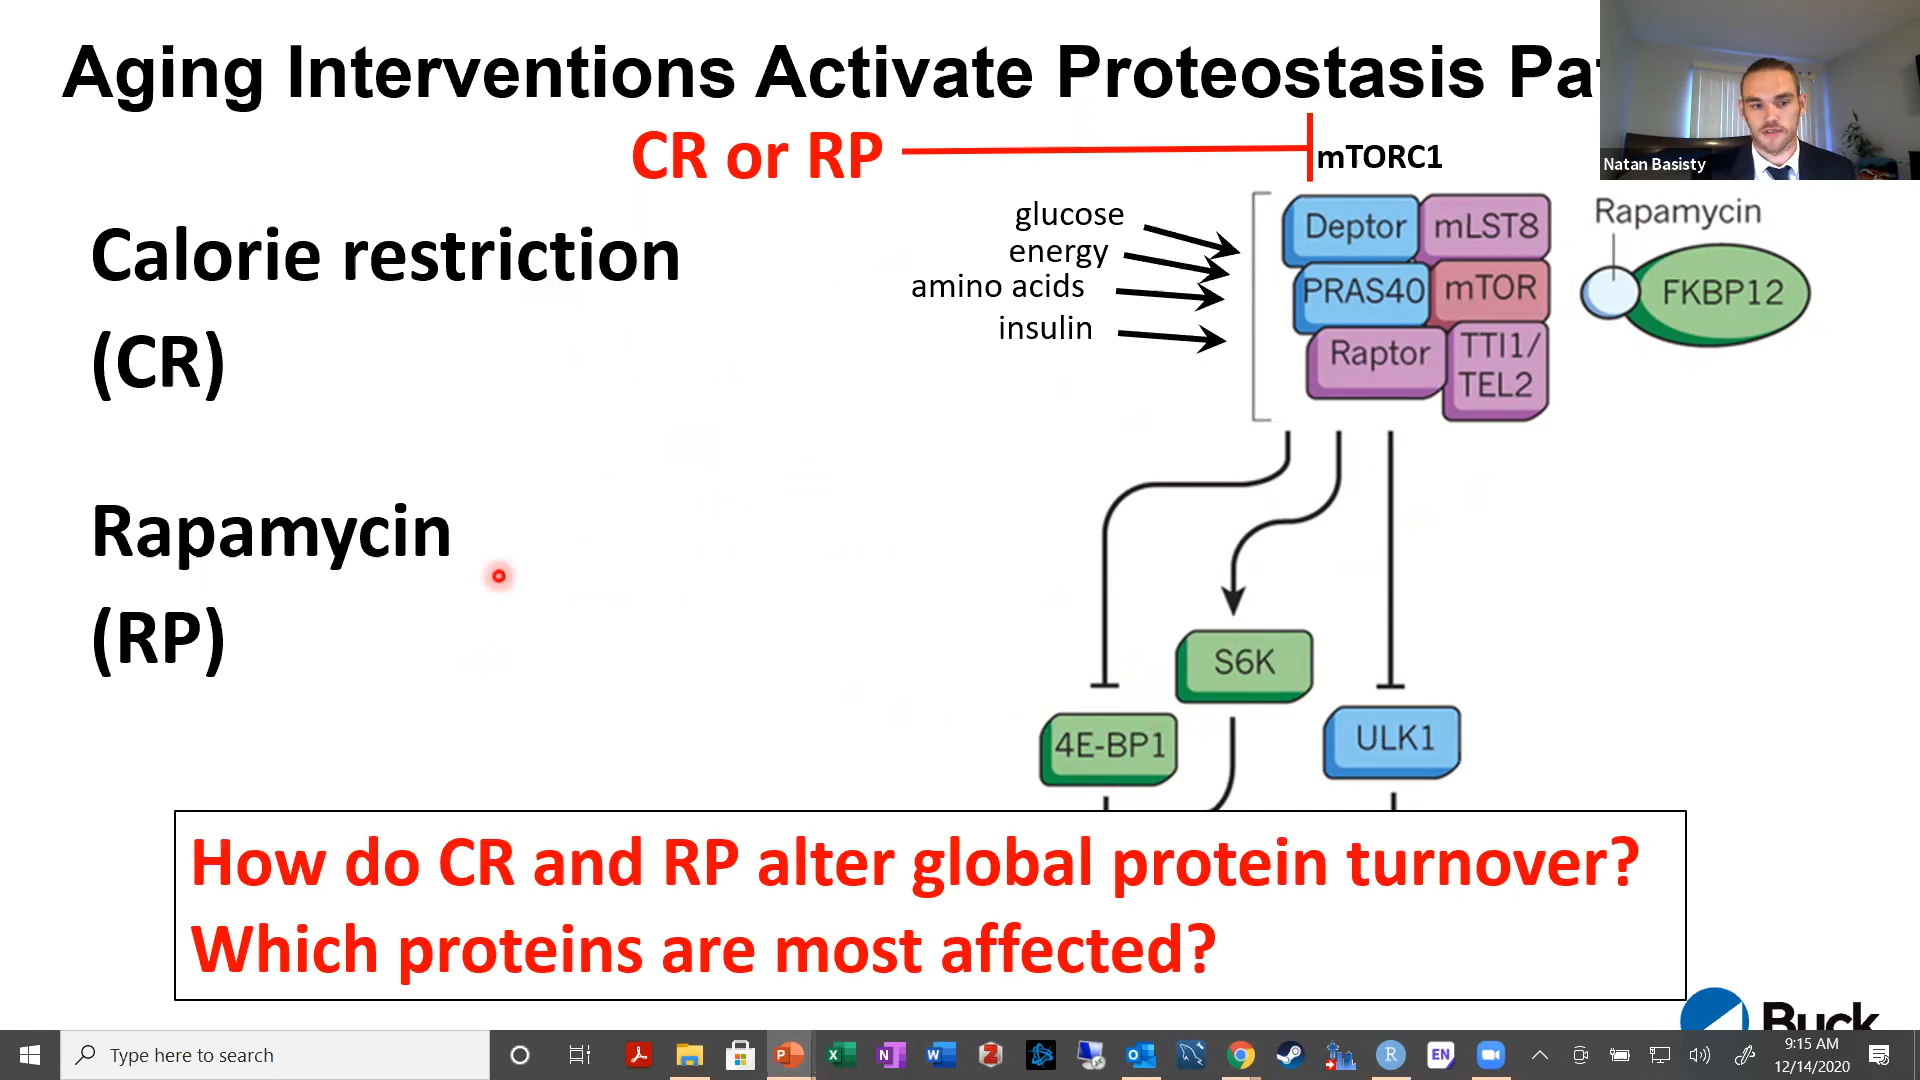 Aging Interventions Activate Proteostasis Pat
CR or RP
mTORC1
Natan Basisty
Calorie restriction
(CR)
Rapamycin
(RP)
glucose
energy
amino acids
insulin
Deptor
mLST8
PRAS40
mTOR
Raptor
TTI1/
TEL2
Rapamycin
FKBP12
S6K
4E-BP1
ULK1
How do CR and RP alter global protein turnover?
Which proteins are most affected?
Buck
Type here to search
EN
9:15 AM
12/14/2020